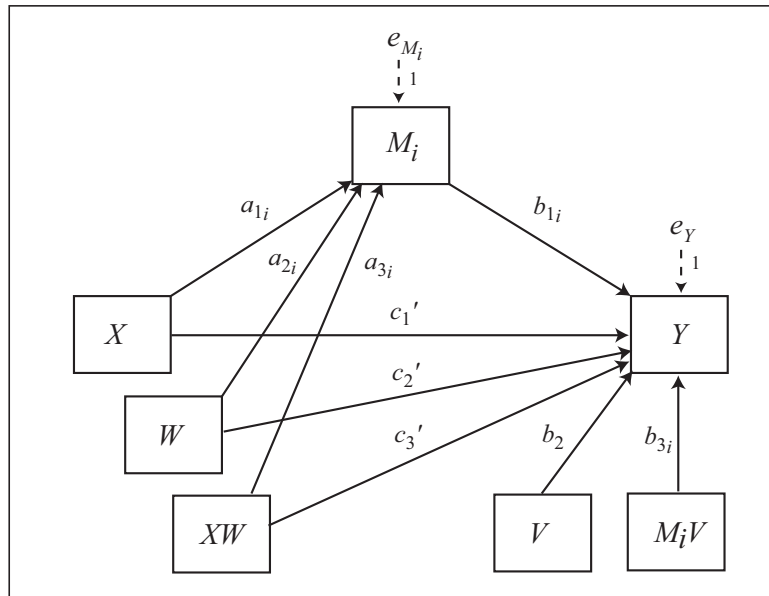 e_{M_i}
1
M_i
a_{1i}
b_{1i}
a_{2i}
a_{3i}
e_Y
1
X
c_1′
Y
c_2′
W
c_3′
b_2
b_{3i}
XW
V
M_iV